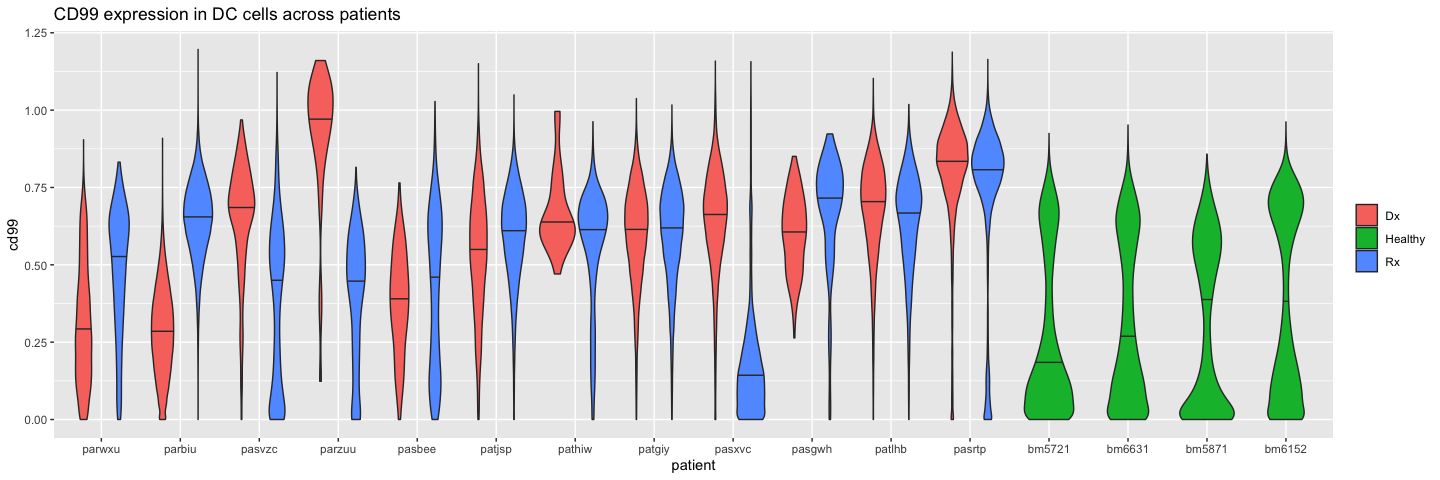 CD99 expression in DC cells across patients
1.25
1.00
0.75
0.50
0.25
0.00
cd99
parwxu parbiu pasvzc parzuu pasbee patjsp pathiw patgiy pasxvc pasgwh patlhb pasrtp bm5721 bm6631 bm5871 bm6152
patient
Dx
Healthy
Rx